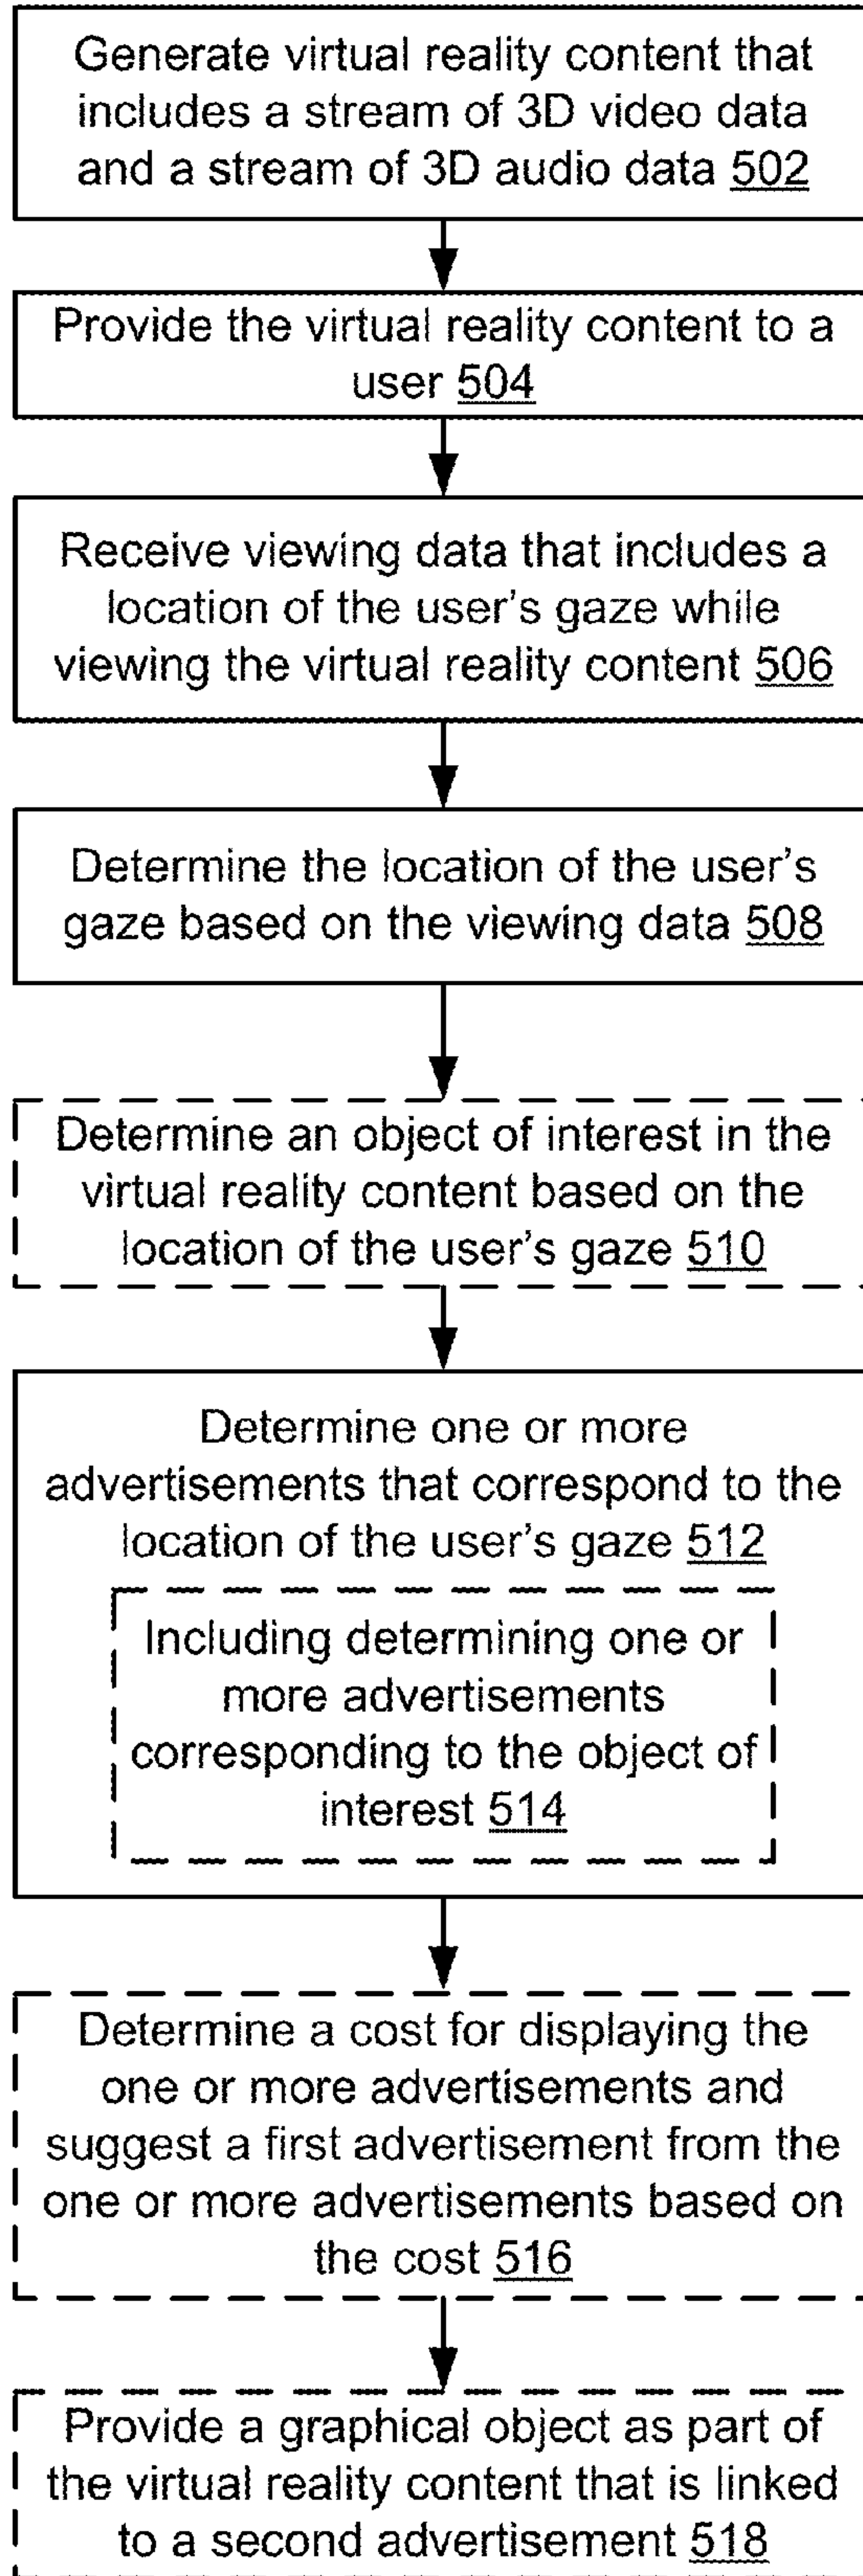 Generate virtual reality content that
includes a stream of 3D video data
and a stream of 3D audio data 502
Provide the virtual reality content to a
user 504
Receive viewing data that includes a
location of the user's gaze while
viewing the virtual reality content 506
Determine the location of the user's
gaze based on the viewing data 508
Determine an object of interest in the
virtual reality content based on the
location of the user's gaze 510
Determine one or more
advertisements that correspond to the
location of the user's gaze 512
Including determining one or
more advertisements
corresponding to the object of
interest 514
Determine a cost for displaying the
one or more advertisements and
suggest a first advertisement from the
one or more advertisements based on
the cost 516
Provide a graphical object as part of
the virtual reality content that is linked
to a second advertisement 518